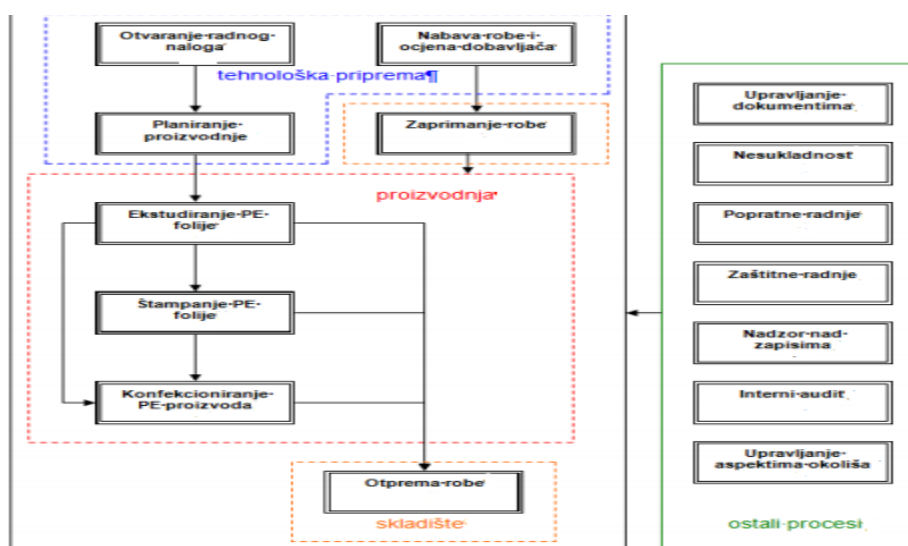 Otvaranje-radnog-
naloga
Nabava-robe-i-
ocjena-dobavljača
tehnološka·priprema¶
Planiranje-
proizvodnje
Zaprimanje-robe
proizvodnja
Ekstudiranje-PE-
folije
Štampanje-PE-
folije
Konfekcioniranje-
PE-proizvoda
Otprema-robe
skladište
Upravljanje-
dokumentima
Nesukladnost
Popratne-radnje
Zaštitne-radnje
Nadzor-nad-
zapisima
Interni-audit
Upravljanje-
aspektima-okoliša
ostali·procesi